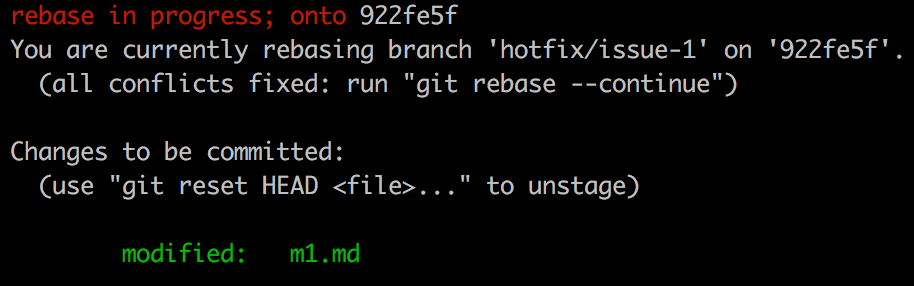 rebase in progress; onto 922fe5f
You are currently rebasing branch 'hotfix/issue-1' on '922fe5f'.
  (all conflicts fixed: run "git rebase --continue")

Changes to be committed:
  (use "git reset HEAD <file>..." to unstage)

        modified:   m1.md